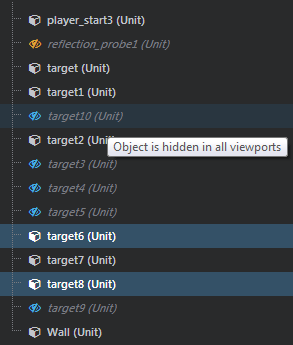 player_start3 (Unit)
reflection_probe1 (Unit)
target (Unit)
target1 (Unit)
target10 (Unit)
target2 (Unit)
Object is hidden in all viewports
target3 (Unit)
target4 (Unit)
target5 (Unit)
target6 (Unit)
target7 (Unit)
target8 (Unit)
target9 (Unit)
Wall (Unit)